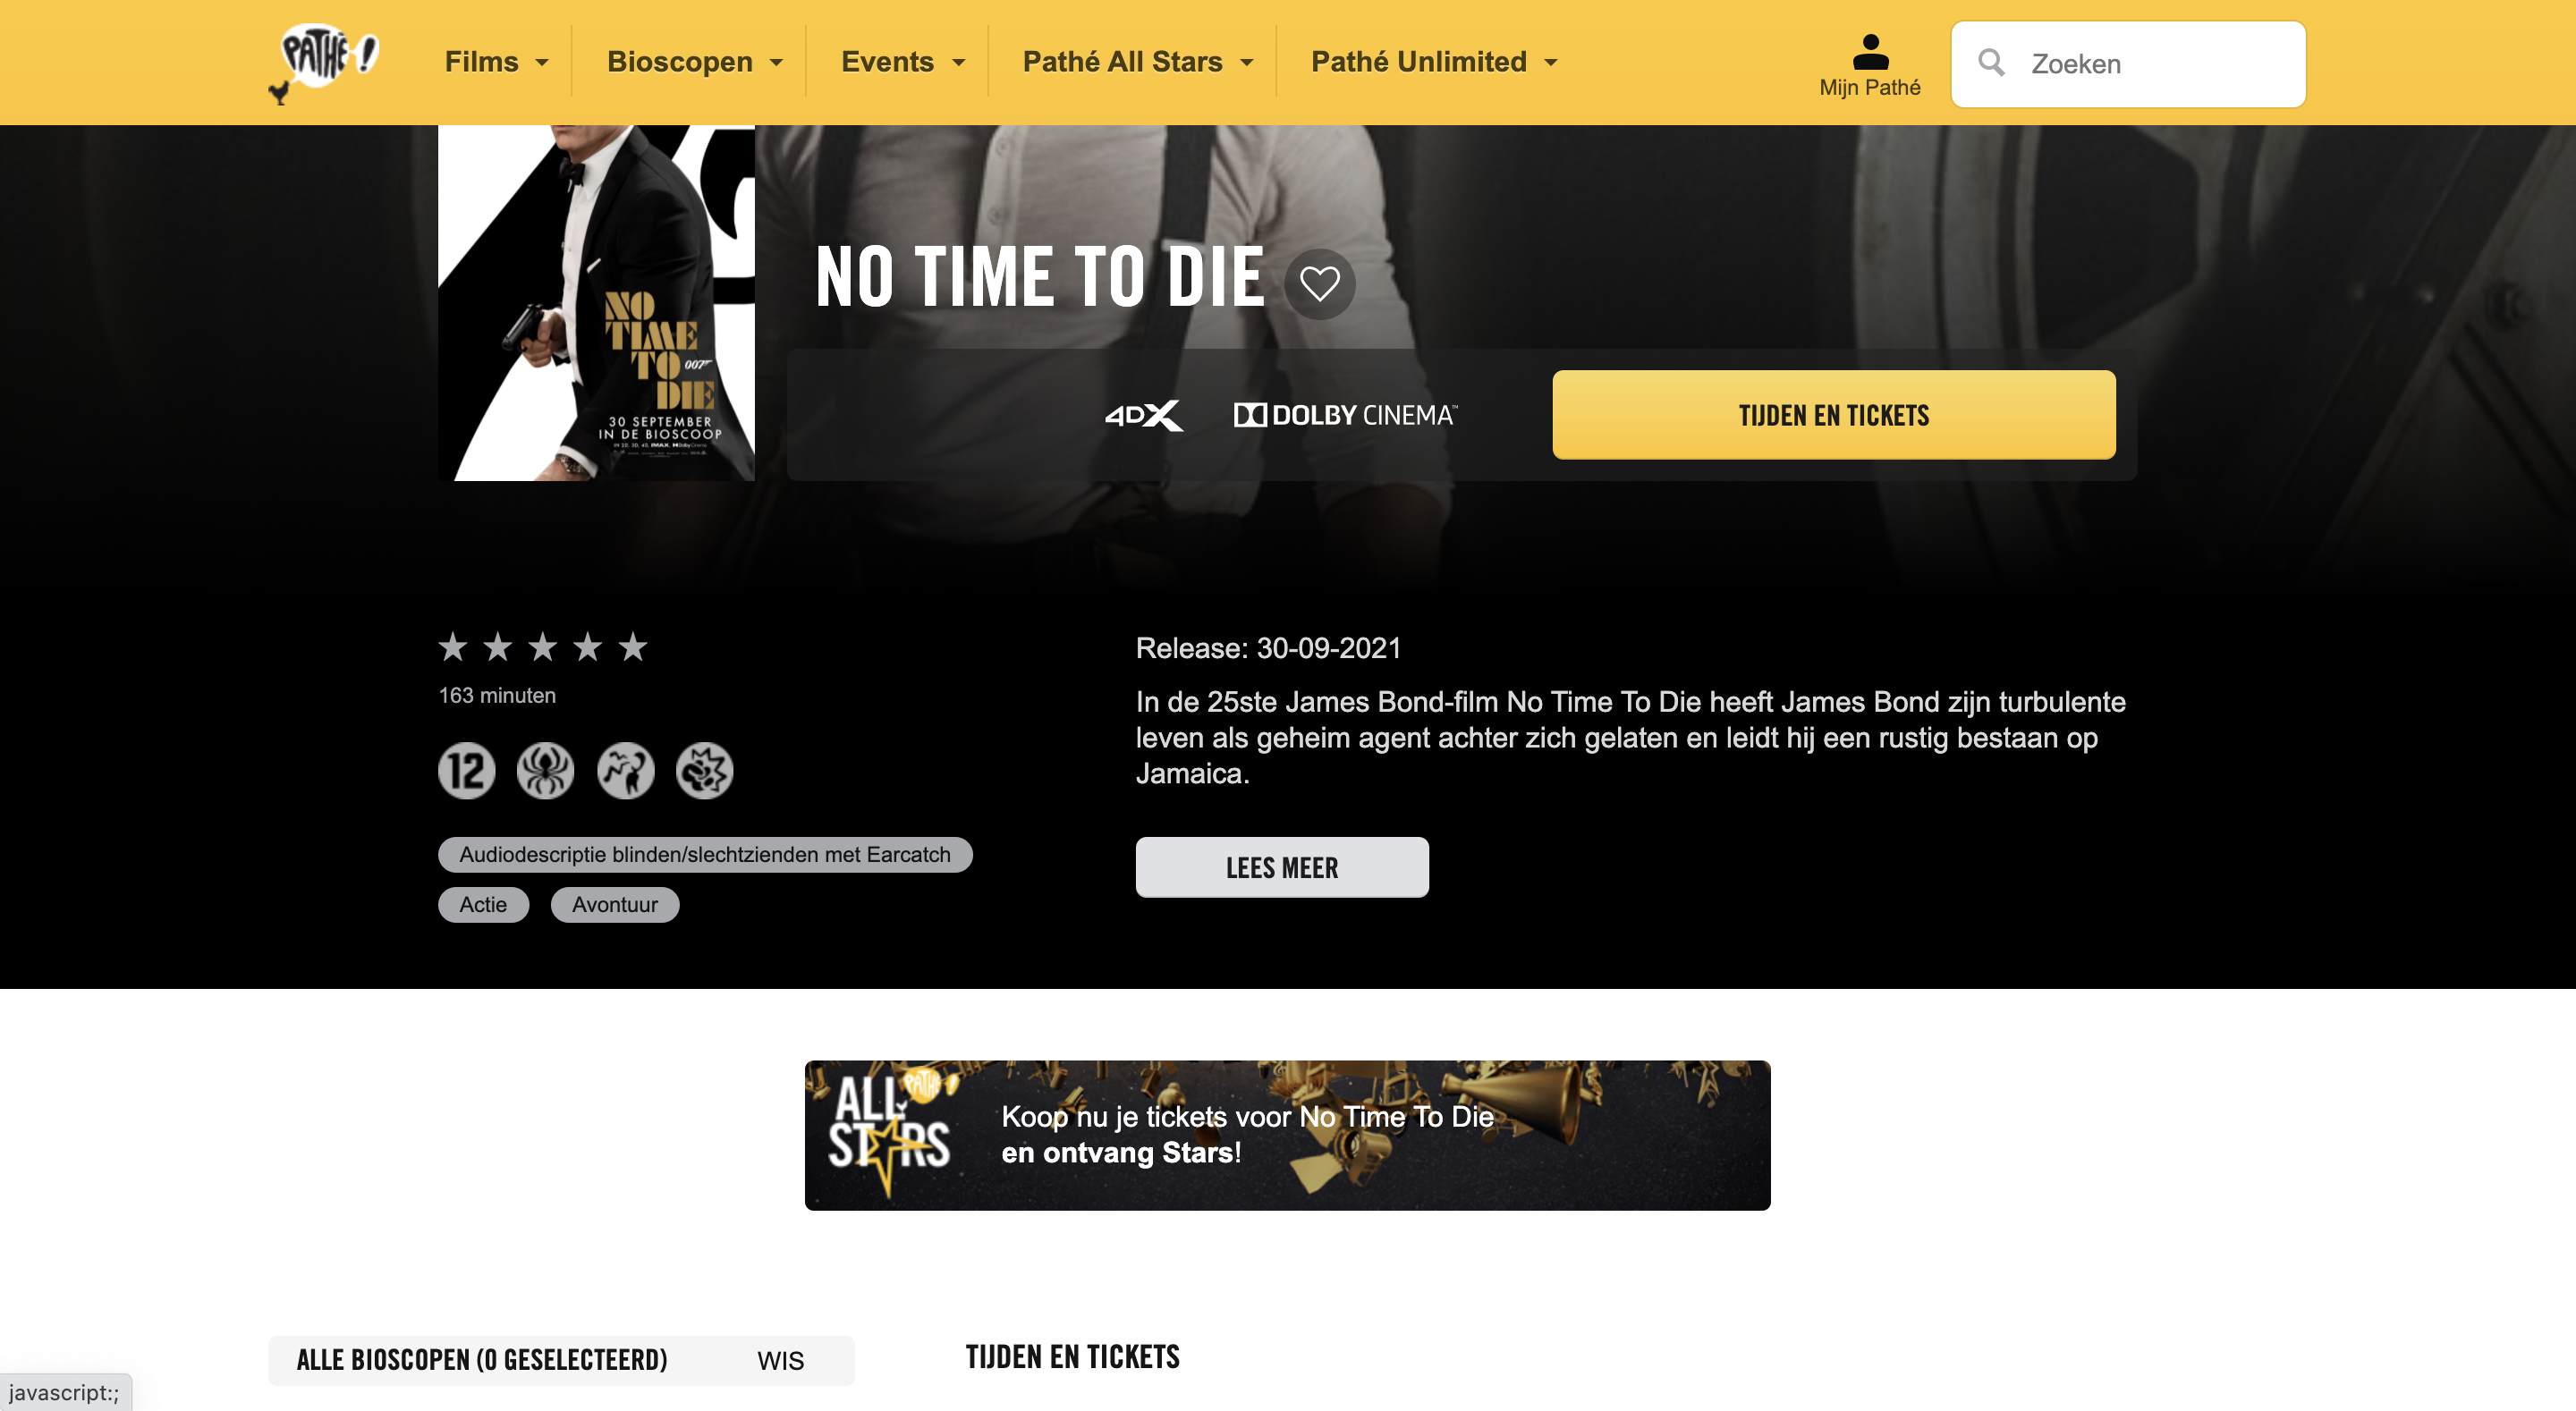 PATHÉ!
Films
Bioscopen
Events
Pathé All Stars
Pathé Unlimited
Mijn Pathé
Zoeken
NO TIME TO DIE
NO
TIME
TO 007
DIE
30 SEPTEMBER
IN DE BIOSCOOP
4DX
DOLBY CINEMA™
TIJDEN EN TICKETS
163 minuten
12
Audiodescriptie blinden/slechtzienden met Earcatch
Actie
Avontuur
Release: 30-09-2021
In de 25ste James Bond-film No Time To Die heeft James Bond zijn turbulente
leven als geheim agent achter zich gelaten en leidt hij een rustig bestaan op
Jamaica.
LEES MEER
PATHÉ!
ALL
STARS
Koop nu je tickets voor No Time To Die
en ontvang Stars!
ALLE BIOSCOPEN (0 GESELECTEERD)
WIS
TIJDEN EN TICKETS
javascript:;